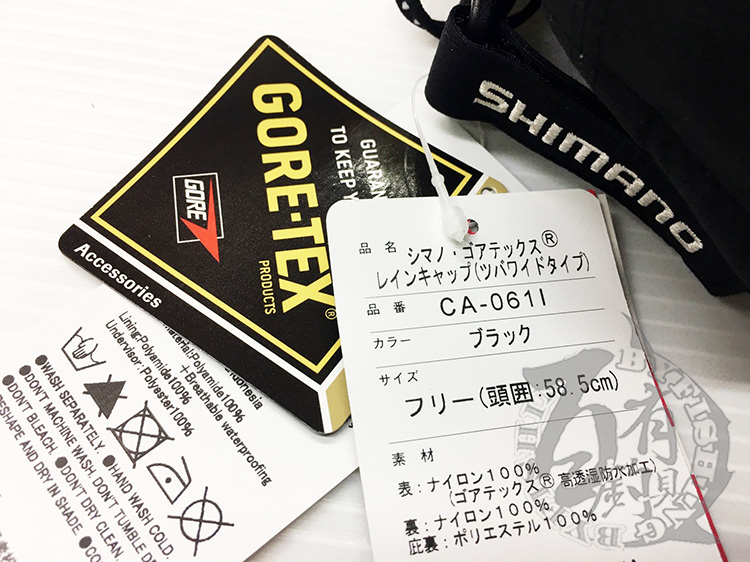 SHIMANO
GORE-TEX®
PRODUCTS
GUARAN
TO KEEP Y
GORE
Accessories
品名 シマノ・ゴアテックス®
レインキャップ(ツバワイドタイプ)
品番 CA-061I
カラー ブラック
サイズ
フリー(頭囲:58.5cm)
素材
表:ナイロン100%
(ゴアテックス® 高透湿防水加工)
裏:ナイロン100%
庇裏:ポリエステル100%
Material:Polyamide100%
+Breathable waterproofing
Lining:Polyamide100%
Undervisor:Polyester100%
●WASH SEPARATELY. ●HAND WASH COLD.
●DON'T MACHINE WASH. DON'T TUMBLE DR
●DON'T BLEACH. ●DON'T DRY CLEAN.
RESHAPE AND DRY IN SHADE. ●CO
BYFISHING